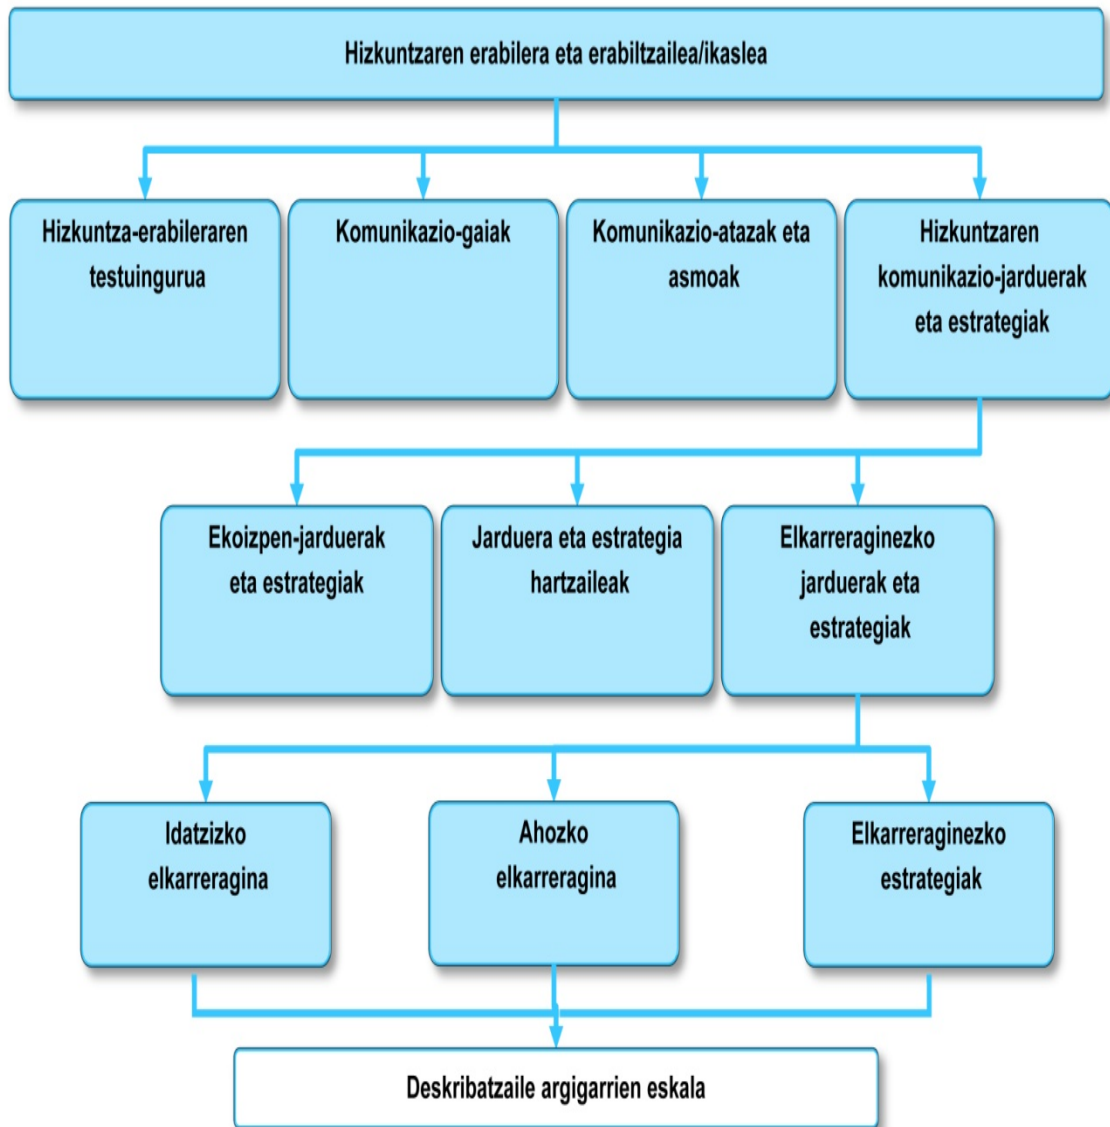 Hizkuntzaren erabilera eta erabiltzailea/ikaslea
Hizkuntza-erabileraren
testuingurua
Komunikazio-gaiak
Komunikazio-atazak eta
asmoak
Hizkuntzaren
komunikazio-jarduerak
eta estrategiak
Ekoizpen-jarduerak
eta estrategiak
Jarduera eta estrategia
hartzaileak
Elkarreraginezko
jarduerak eta
estrategiak
Idatzizko
elkarreragina
Ahozko
elkarreragina
Elkarreraginezko
estrategiak
Deskribatzaile argigarrien eskala